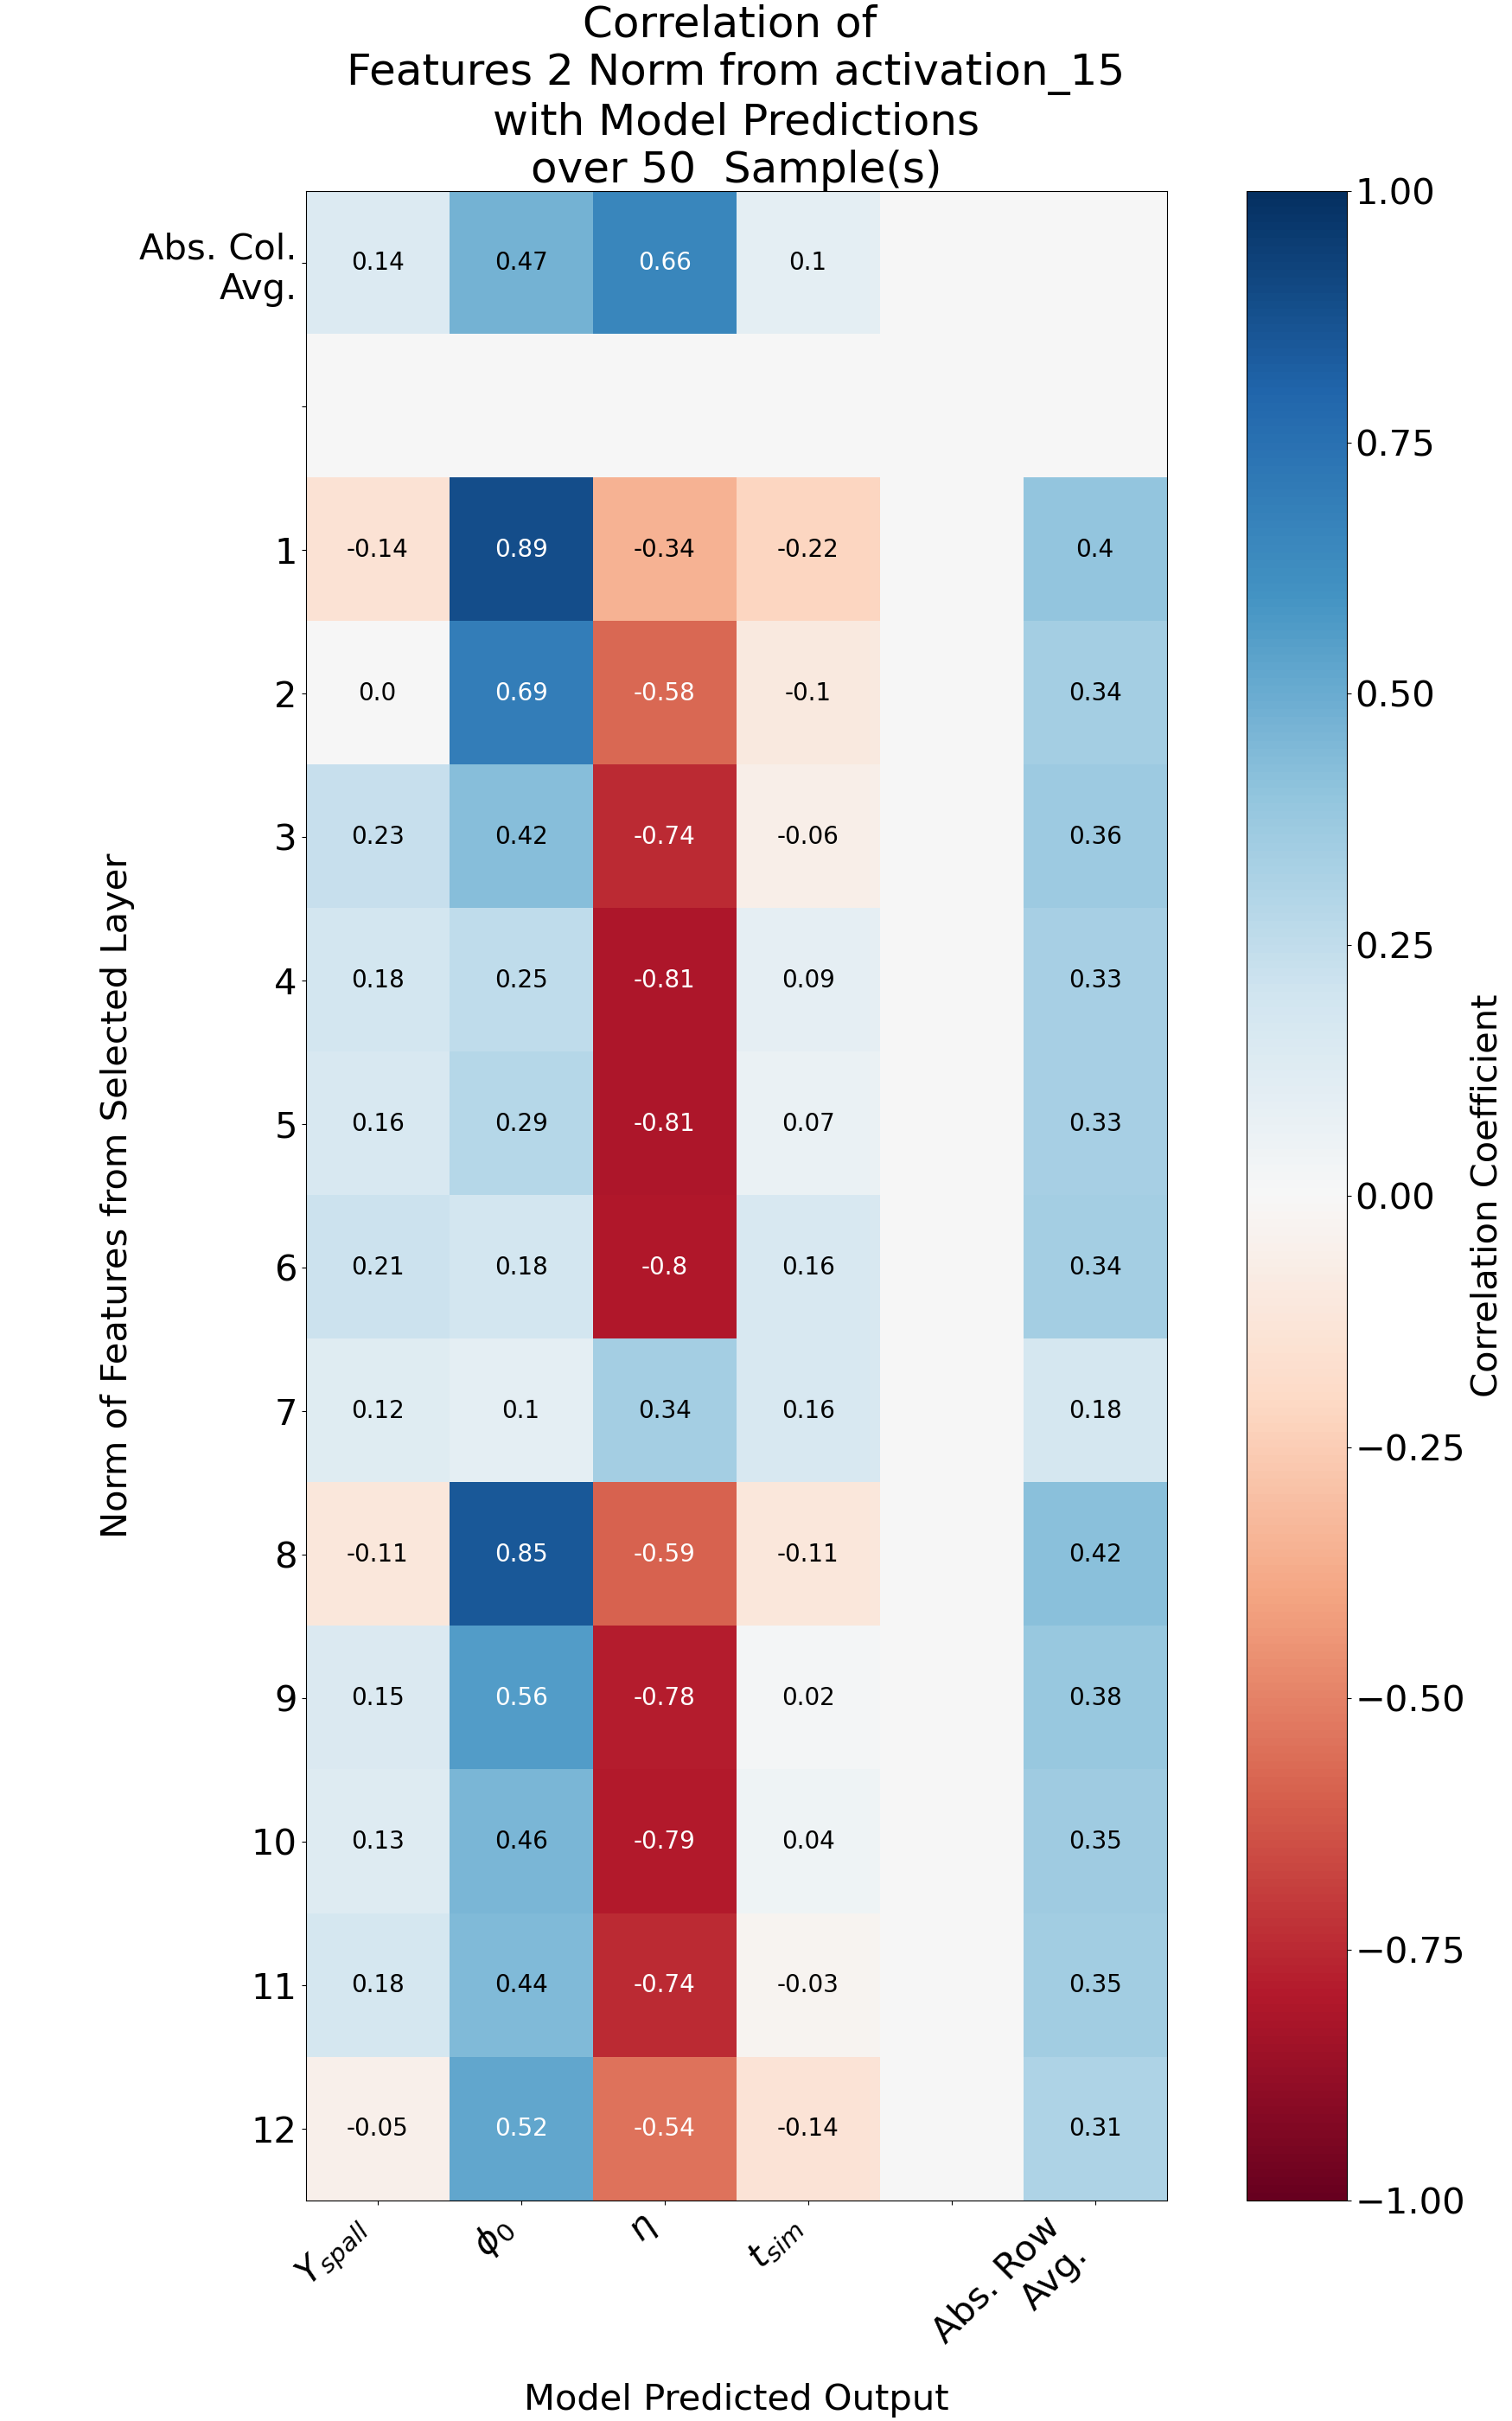 Correlation of
Features 2 Norm from activation_15
with Model Predictions
over 50  Sample(s)
Abs. Col.
Avg.
0.14 0.47 0.66 0.1
1 -0.14 0.89 -0.34 -0.22 0.4
2 0.0 0.69 -0.58 -0.1 0.34
3 0.23 0.42 -0.74 -0.06 0.36
4 0.18 0.25 -0.81 0.09 0.33
5 0.16 0.29 -0.81 0.07 0.33
6 0.21 0.18 -0.8 0.16 0.34
7 0.12 0.1 0.34 0.16 0.18
8 -0.11 0.85 -0.59 -0.11 0.42
9 0.15 0.56 -0.78 0.02 0.38
10 0.13 0.46 -0.79 0.04 0.35
11 0.18 0.44 -0.74 -0.03 0.35
12 -0.05 0.52 -0.54 -0.14 0.31
Norm of Features from Selected Layer
Y_spall ϕ_0 η t_sim
Abs. Row
Avg.
Model Predicted Output
1.00
0.75
0.50
0.25
0.00
−0.25
−0.50
−0.75
−1.00
Correlation Coefficient